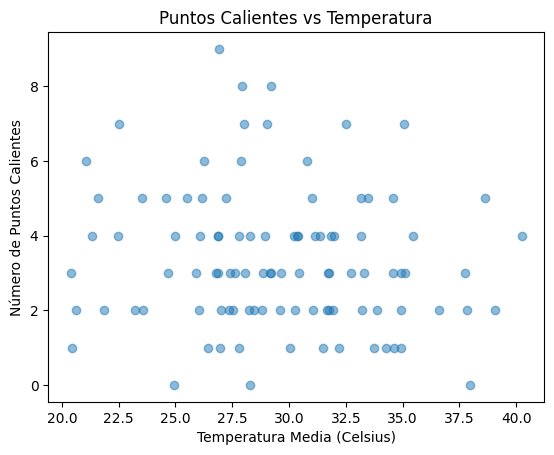 Puntos Calientes vs Temperatura
Número de Puntos Calientes
8
6
4
2
0
20.0 22.5 25.0 27.5 30.0 32.5 35.0 37.5 40.0
Temperatura Media (Celsius)